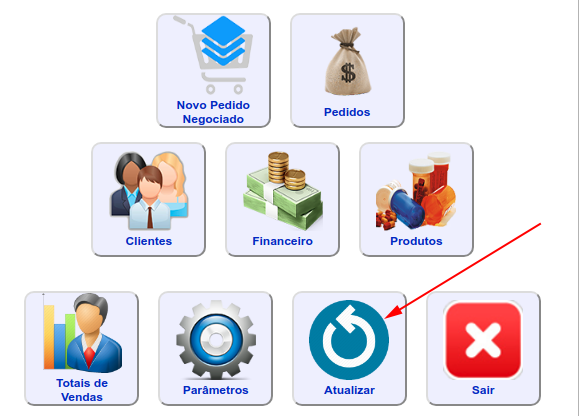 Novo Pedido
Negociado
Pedidos
$
Clientes
Financeiro
Produtos
Totais de
Vendas
Parâmetros
Atualizar
Sair